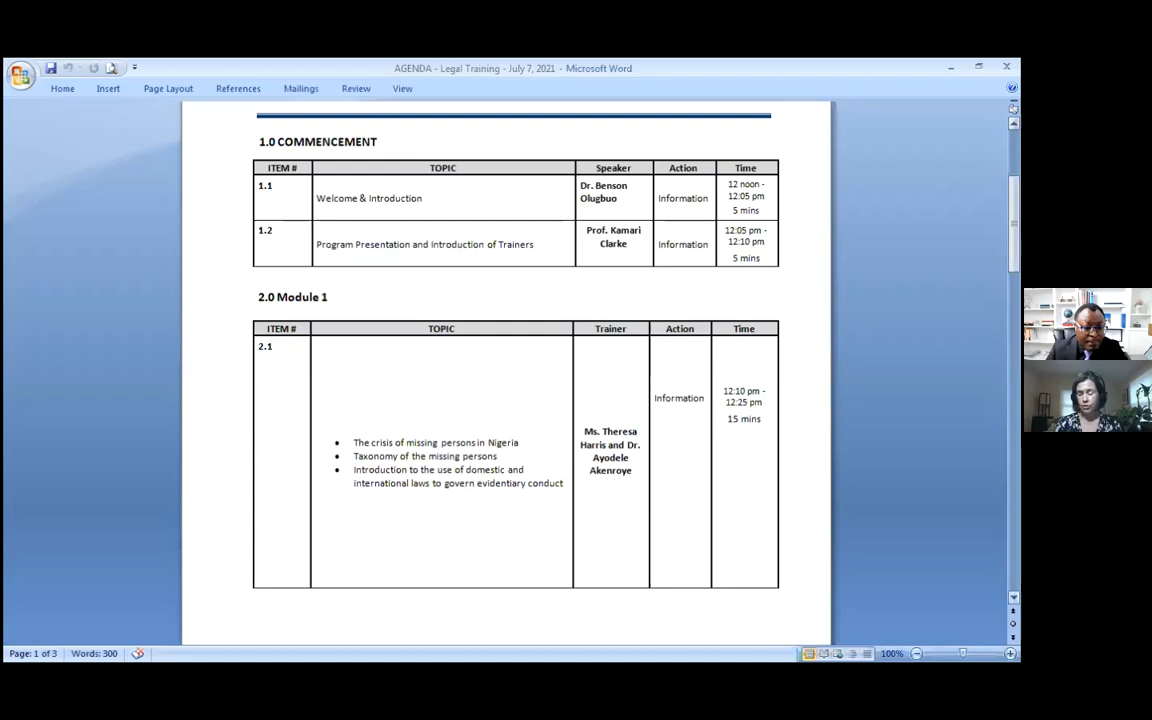 AGENDA - Legal Training - July 7, 2021 - Microsoft Word
Home Insert Page Layout References Mailings Review View
1.0 COMMENCEMENT
ITEM # TOPIC Speaker Action Time
1.1 Welcome & Introduction Dr. Benson Information 12 noon -
Olugbuo 12:05 pm
5 mins
1.2 Program Presentation and Introduction of Trainers Prof. Kamari Information 12:05 pm -
Clarke 12:10 pm
5 mins
2.0 Module 1
ITEM # TOPIC Trainer Action Time
2.1
Information 12:10 pm -
12:25 pm
15 mins
• The crisis of missing persons in Nigeria
• Taxonomy of the missing persons
• Introduction to the use of domestic and
international laws to govern evidentiary conduct
Ms. Theresa
Harris and Dr.
Ayodele
Akenroye
Page: 1 of 3 Words: 300 100%